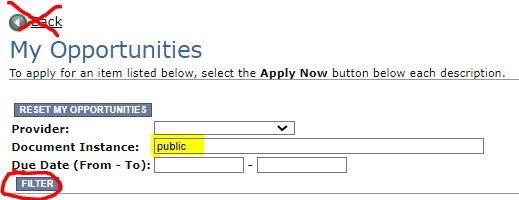 Back
My Opportunities
To apply for an item listed below, select the Apply Now button below each description.
RESET MY OPPORTUNITIES
Provider:
Document Instance: public
Due Date (From - To): -
FILTER